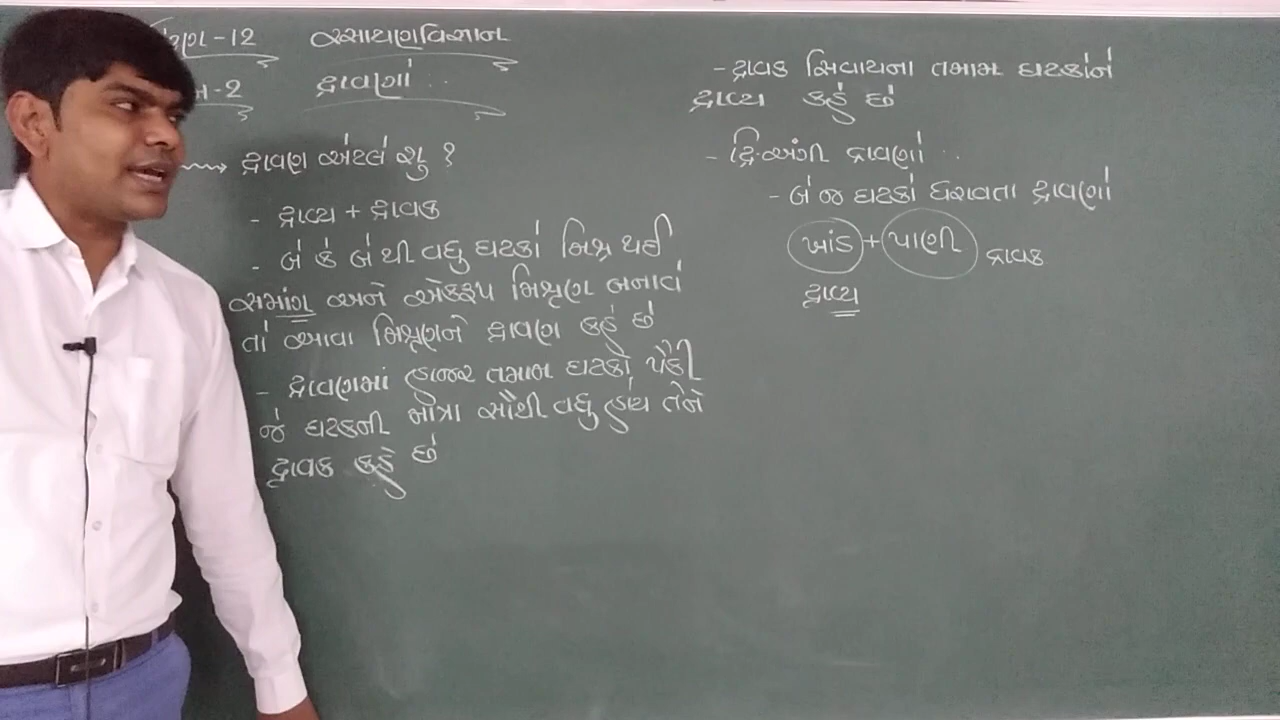 રણ-12 રસાયણવિજ્ઞાન
-2 દ્રાવણો
દ્રાવણ એટલે શુ ?
- દ્રાવ્ય + દ્રાવક
- બે કે બે થી વધુ ઘટકો મિશ્ર થઈ
સમાંગ અને એકરૂપ મિશ્રણ બનાવે
તો આવા મિશ્રણને દ્રાવણ કહે છે
- દ્રાવણમાં હાજર તમામ ઘટકો પૈકી
જે ઘટકની માત્રા સૌથી વધુ હોય તેને
દ્રાવક કહે છે
- દ્રાવક સિવાયના તમામ ઘટકોને
દ્રાવ્ય કહે છે
- દ્વિઅંગી દ્રાવણો
- બે જ ઘટકો ધરાવતા દ્રાવણો
ખાંડ + પાણી દ્રાવક
દ્રાવ્ય